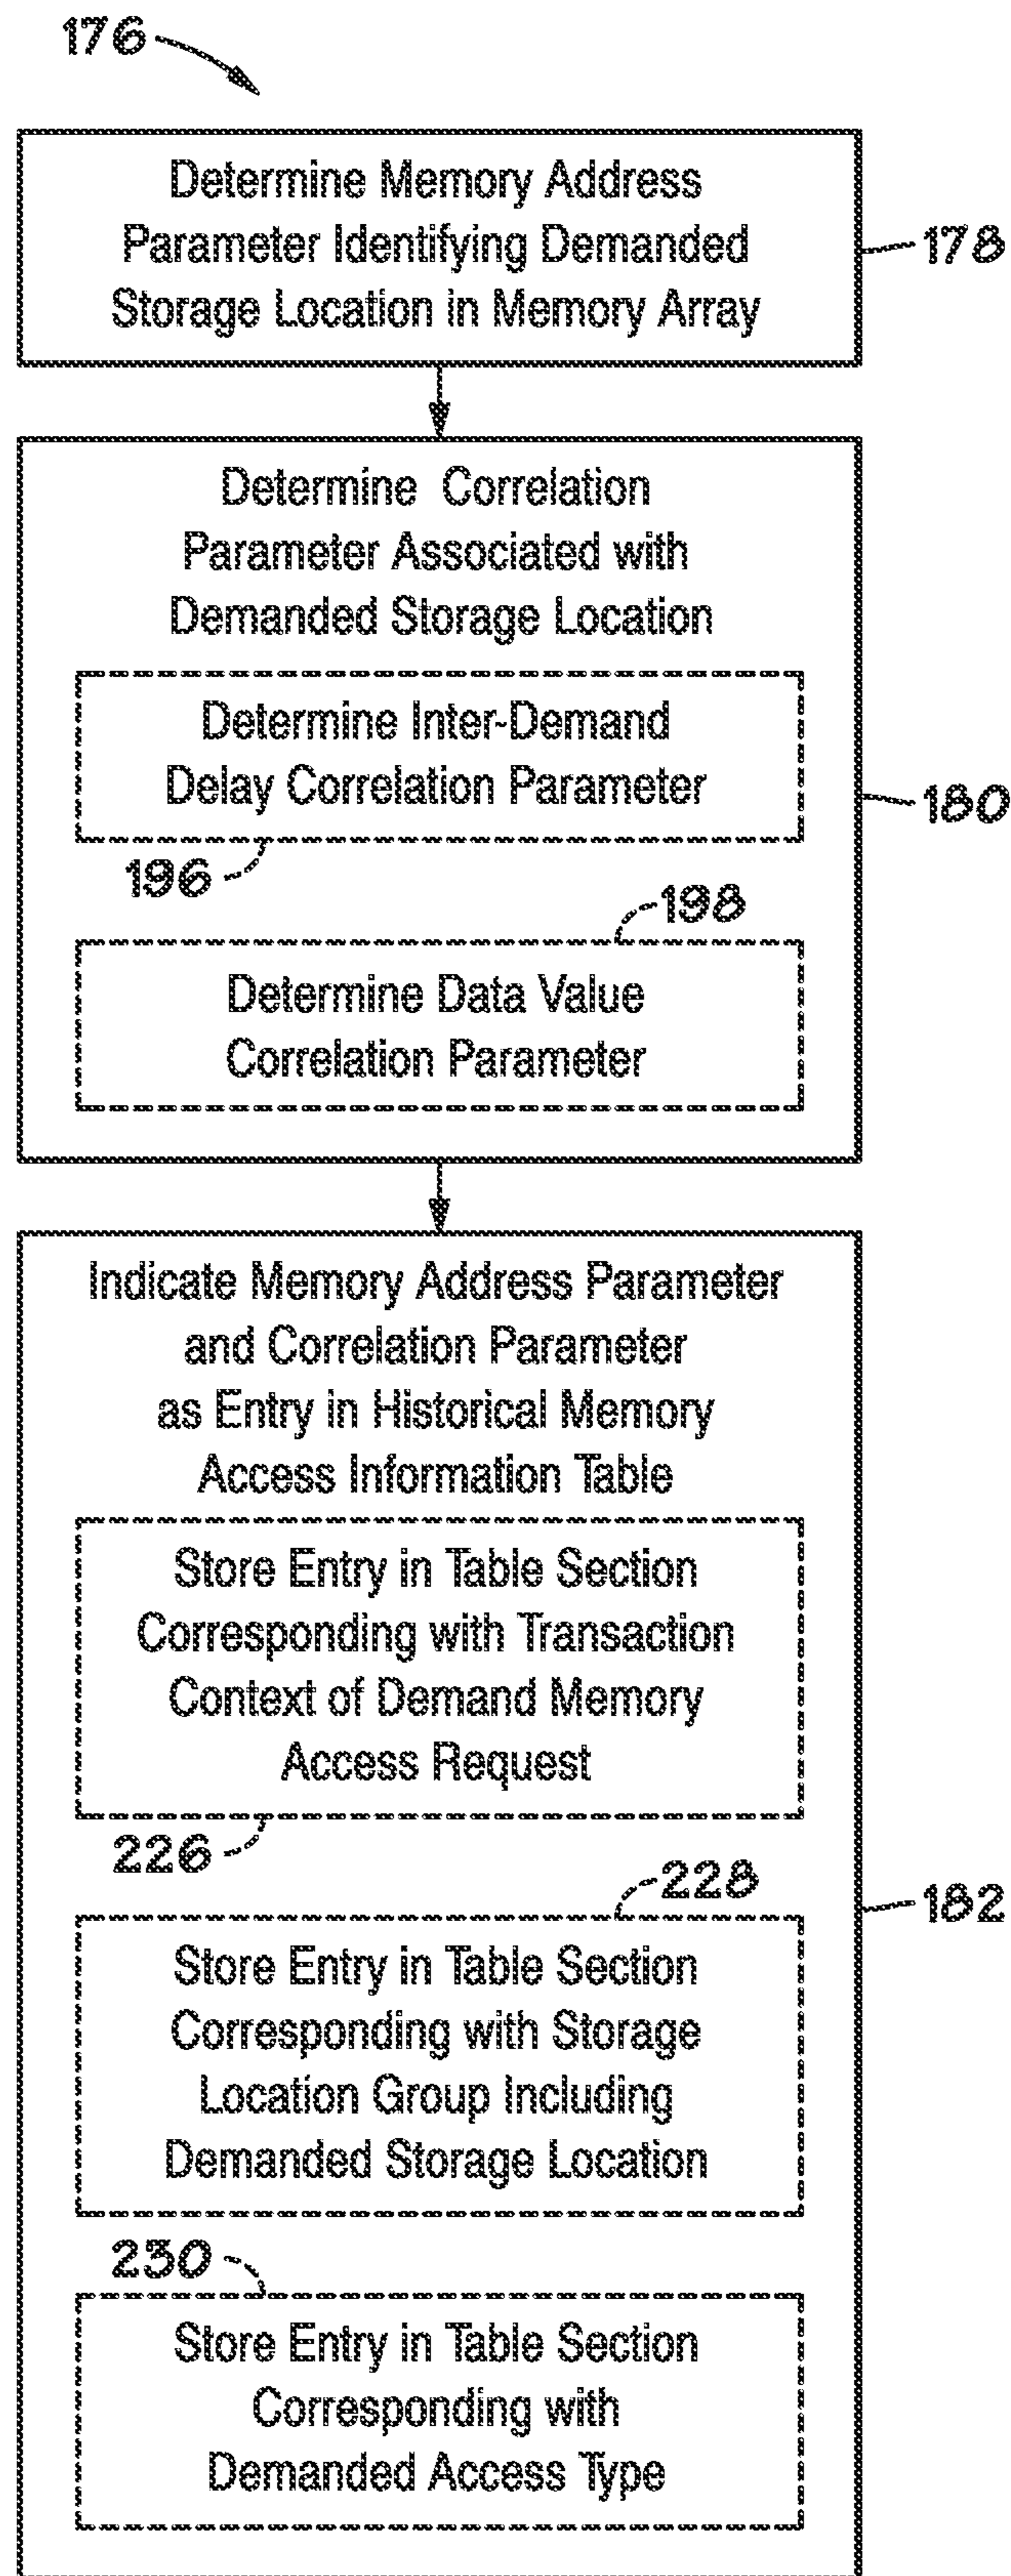 176
Determine Memory Address
Parameter Identifying Demanded
Storage Location in Memory Array
178
Determine Correlation
Parameter Associated with
Demanded Storage Location
Determine Inter-Demand
Delay Correlation Parameter
180
196
198
Determine Data Value
Correlation Parameter
Indicate Memory Address Parameter
and Correlation Parameter
as Entry in Historical Memory
Access Information Table
Store Entry in Table Section
Corresponding with Transaction
Context of Demand Memory
Access Request
226
228
182
Store Entry in Table Section
Corresponding with Storage
Location Group Including
Demanded Storage Location
230
Store Entry in Table Section
Corresponding with
Demanded Access Type